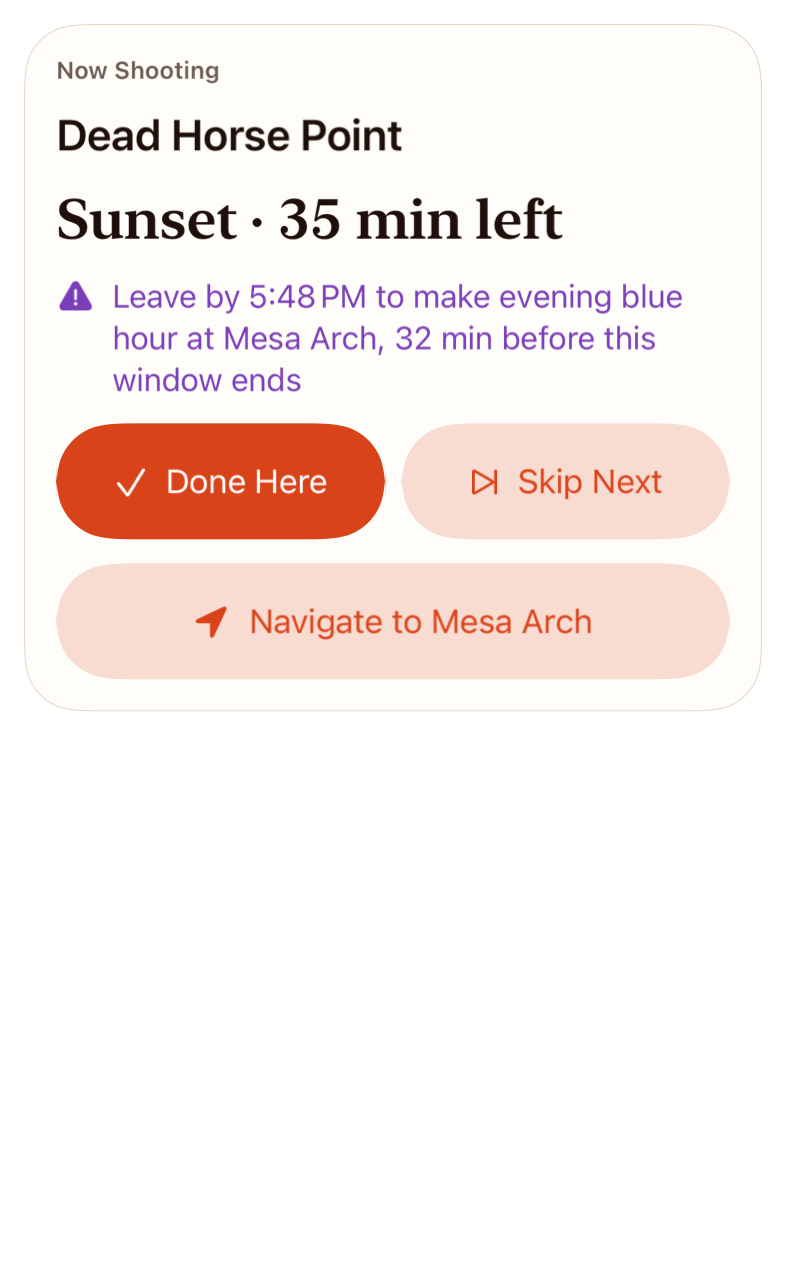 Now Shooting
Dead Horse Point
Sunset · 35 min left
Leave by 5:48 PM to make evening blue
hour at Mesa Arch, 32 min before this
window ends
Done Here
Skip Next
Navigate to Mesa Arch